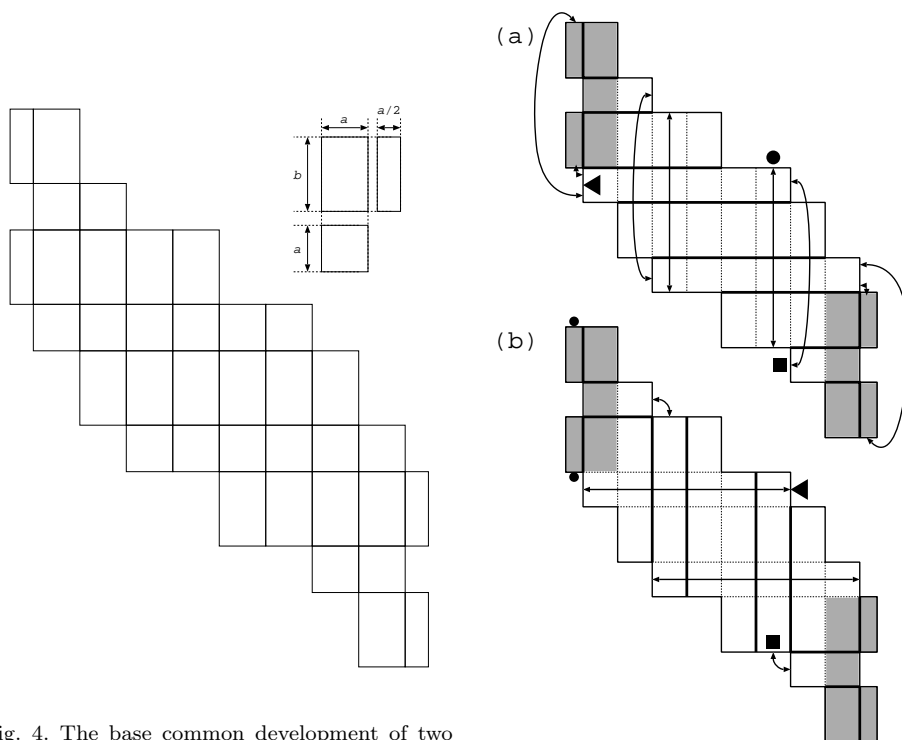 (a)
a
a/2
b
a
(b)
ig. 4. The base common development of two